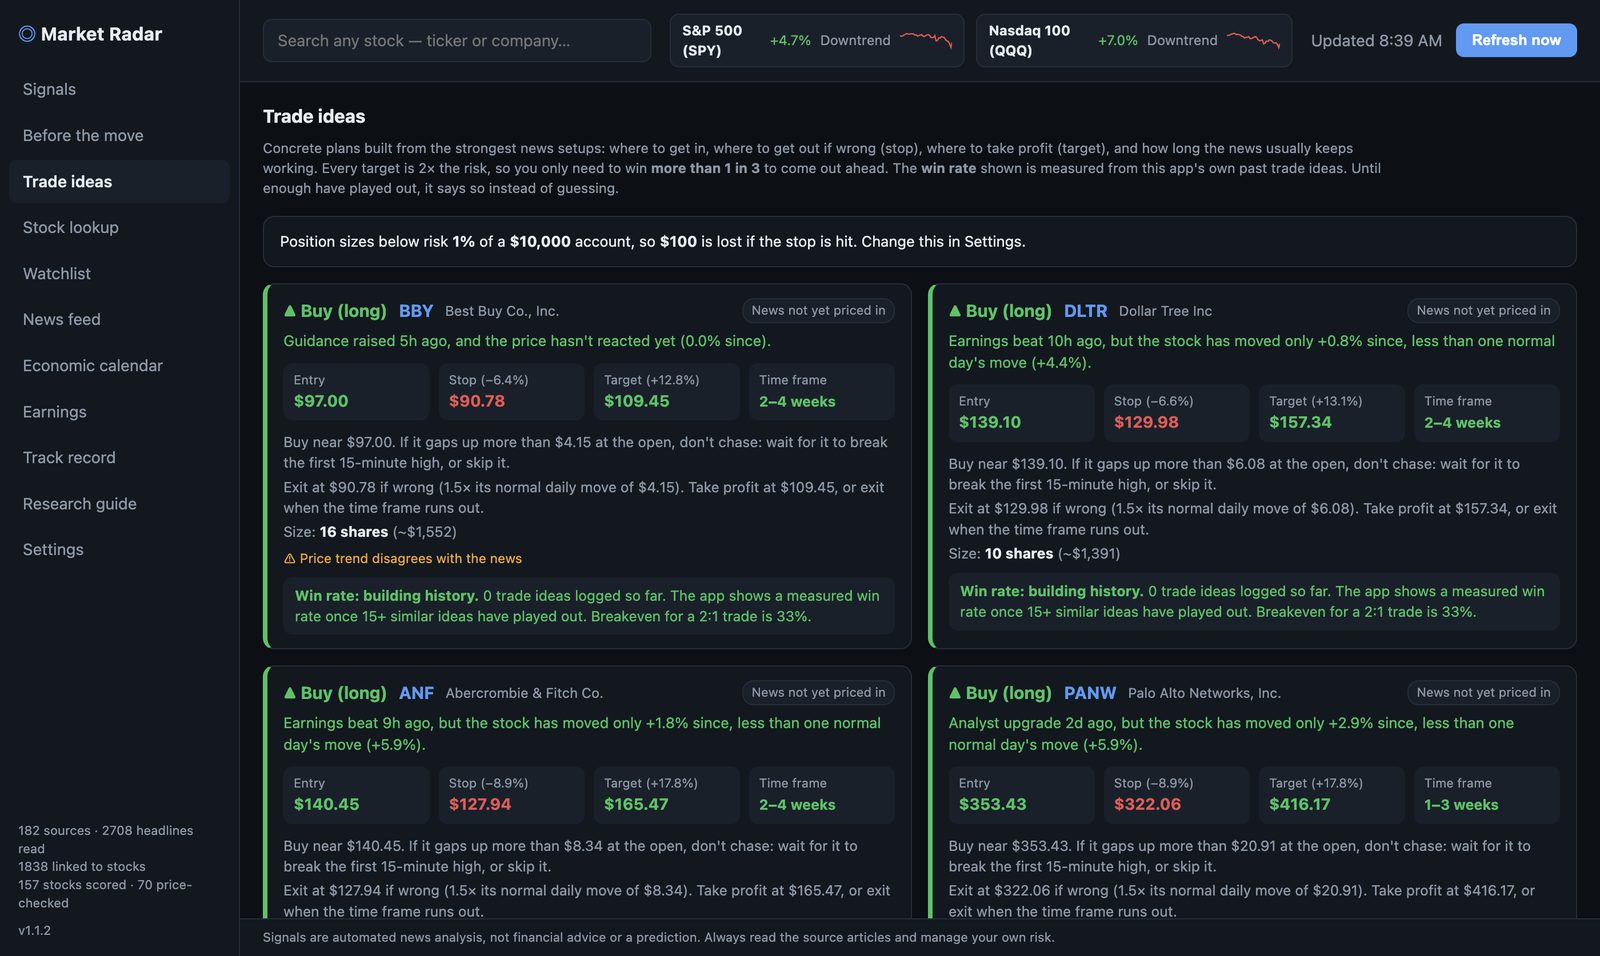 Market Radar
Signals
Before the move
Trade ideas
Stock lookup
Watchlist
News feed
Economic calendar
Earnings
Track record
Research guide
Settings
182 sources · 2708 headlines
read
1838 linked to stocks
157 stocks scored · 70 price-
checked
v1.1.2
Search any stock — ticker or company...
S&P 500
(SPY)
+4.7% Downtrend
Nasdaq 100
(QQQ)
+7.0% Downtrend
Updated 8:39 AM
Refresh now
Trade ideas
Concrete plans built from the strongest news setups: where to get in, where to get out if wrong (stop), where to take profit (target), and how long the news usually keeps
working. Every target is 2× the risk, so you only need to win more than 1 in 3 to come out ahead. The win rate shown is measured from this app's own past trade ideas. Until
enough have played out, it says so instead of guessing.
Position sizes below risk 1% of a $10,000 account, so $100 is lost if the stop is hit. Change this in Settings.
▲ Buy (long) BBY Best Buy Co., Inc. News not yet priced in
Guidance raised 5h ago, and the price hasn't reacted yet (0.0% since).
Entry
$97.00
Stop (−6.4%)
$90.78
Target (+12.8%)
$109.45
Time frame
2–4 weeks
Buy near $97.00. If it gaps up more than $4.15 at the open, don't chase: wait for it to break
the first 15-minute high, or skip it.
Exit at $90.78 if wrong (1.5× its normal daily move of $4.15). Take profit at $109.45, or exit
when the time frame runs out.
Size: 16 shares (~$1,552)
⚠ Price trend disagrees with the news
Win rate: building history. 0 trade ideas logged so far. The app shows a measured win
rate once 15+ similar ideas have played out. Breakeven for a 2:1 trade is 33%.
▲ Buy (long) DLTR Dollar Tree Inc News not yet priced in
Earnings beat 10h ago, but the stock has moved only +0.8% since, less than one normal
day's move (+4.4%).
Entry
$139.10
Stop (−6.6%)
$129.98
Target (+13.1%)
$157.34
Time frame
2–4 weeks
Buy near $139.10. If it gaps up more than $6.08 at the open, don't chase: wait for it to
break the first 15-minute high, or skip it.
Exit at $129.98 if wrong (1.5× its normal daily move of $6.08). Take profit at $157.34, or exit
when the time frame runs out.
Size: 10 shares (~$1,391)
Win rate: building history. 0 trade ideas logged so far. The app shows a measured win
rate once 15+ similar ideas have played out. Breakeven for a 2:1 trade is 33%.
▲ Buy (long) ANF Abercrombie & Fitch Co. News not yet priced in
Earnings beat 9h ago, but the stock has moved only +1.8% since, less than one normal
day's move (+5.9%).
Entry
$140.45
Stop (−8.9%)
$127.94
Target (+17.8%)
$165.47
Time frame
2–4 weeks
Buy near $140.45. If it gaps up more than $8.34 at the open, don't chase: wait for it to
break the first 15-minute high, or skip it.
Exit at $127.94 if wrong (1.5× its normal daily move of $8.34). Take profit at $165.47, or exit
when the time frame runs out.
▲ Buy (long) PANW Palo Alto Networks, Inc. News not yet priced in
Analyst upgrade 2d ago, but the stock has moved only +2.9% since, less than one
normal day's move (+5.9%).
Entry
$353.43
Stop (−8.9%)
$322.06
Target (+17.8%)
$416.17
Time frame
1–3 weeks
Buy near $353.43. If it gaps up more than $20.91 at the open, don't chase: wait for it to
break the first 15-minute high, or skip it.
Exit at $322.06 if wrong (1.5× its normal daily move of $20.91). Take profit at $416.17, or
exit when the time frame runs out.
Signals are automated news analysis, not financial advice or a prediction. Always read the source articles and manage your own risk.